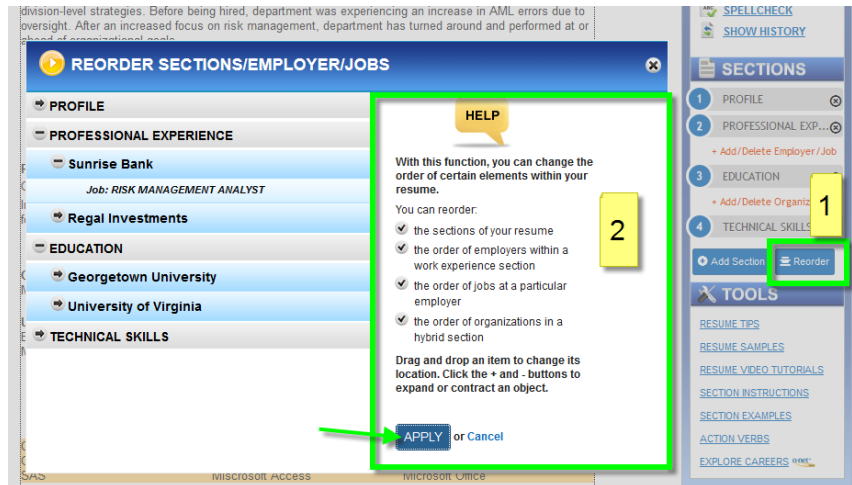 division-level strategies. Before being hired, department was experiencing an increase in AML errors due to
oversight. After an increased focus on risk management, department has turned around and performed at or
ahead of organizational goals
REORDER SECTIONS/EMPLOYER/JOBS
PROFILE
PROFESSIONAL EXPERIENCE
Sunrise Bank
Job: RISK MANAGEMENT ANALYST
Regal Investments
EDUCATION
Georgetown University
University of Virginia
TECHNICAL SKILLS
HELP
With this function, you can change the
order of certain elements within your
resume.
You can reorder:
the sections of your resume
the order of employers within a
work experience section
the order of jobs at a particular
employer
the order of organizations in a
hybrid section
Drag and drop an item to change its
location. Click the + and - buttons to
expand or contract an object.
APPLY or Cancel
2
SAS Miscrosoft Access Microsoft Office
SPELLCHECK
SHOW HISTORY
SECTIONS
1 PROFILE
2 PROFESSIONAL EXP...
+ Add/Delete Employer/Job
3 EDUCATION
+ Add/Delete Organiz
1
4 TECHNICAL SKILLS
Add Section Reorder
TOOLS
RESUME TIPS
RESUME SAMPLES
RESUME VIDEO TUTORIALS
SECTION INSTRUCTIONS
SECTION EXAMPLES
ACTION VERBS
EXPLORE CAREERS o*net